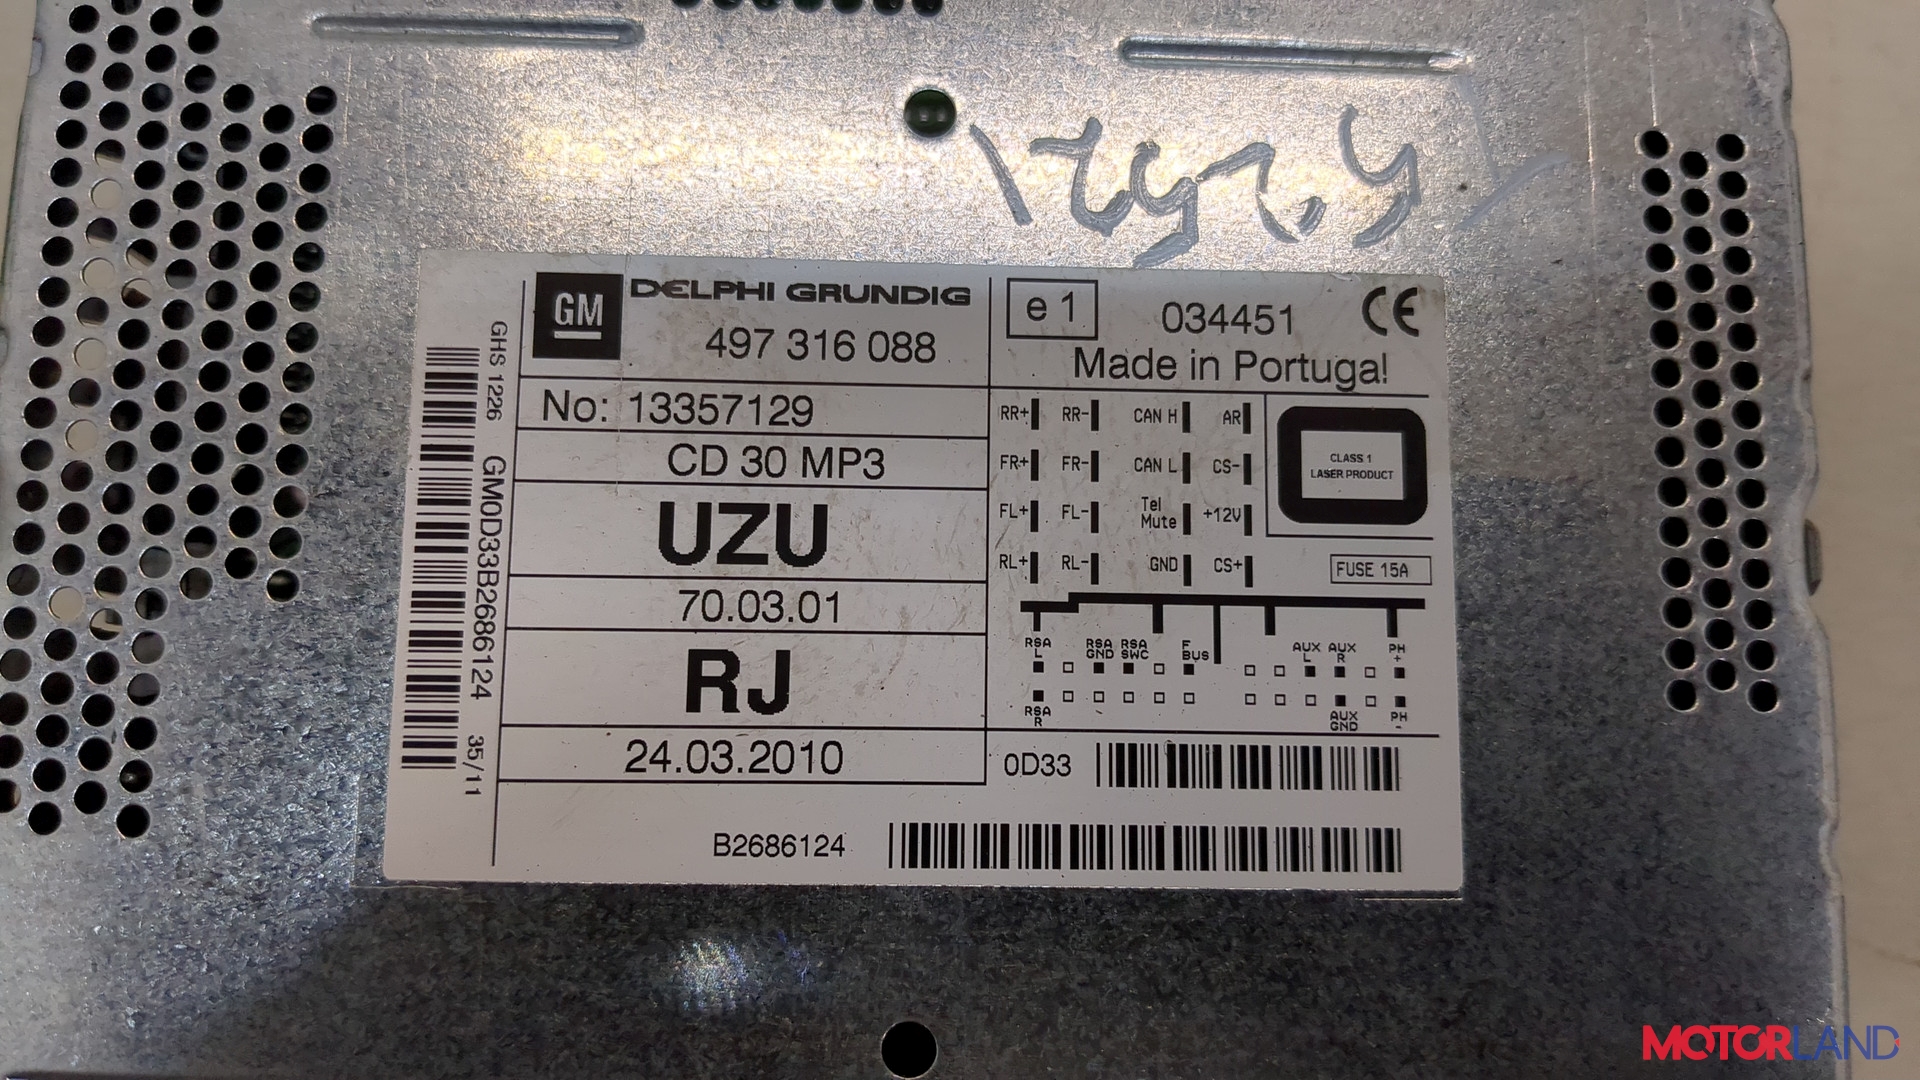 GM DELPHI GRUNDIG
497 316 088
No: 13357129
CD 30 MP3
UZU
70.03.01
RJ
24.03.2010
e1 034451 CE
Made in Portugal
RR+ RR- CAN H AR
FR+ FR- CAN L CS-
FL+ FL- Tel Mute +12V
RL+ RL- GND CS+
CLASS 1
LASER PRODUCT
FUSE 15A
RSA L RSA GND RSA SWC F BUS AUX L AUX R PH +
RSA R AUX GND PH -
0D33
B2686124
GHS 1226 GM0D33B2686124 35/11
MOTORLAND